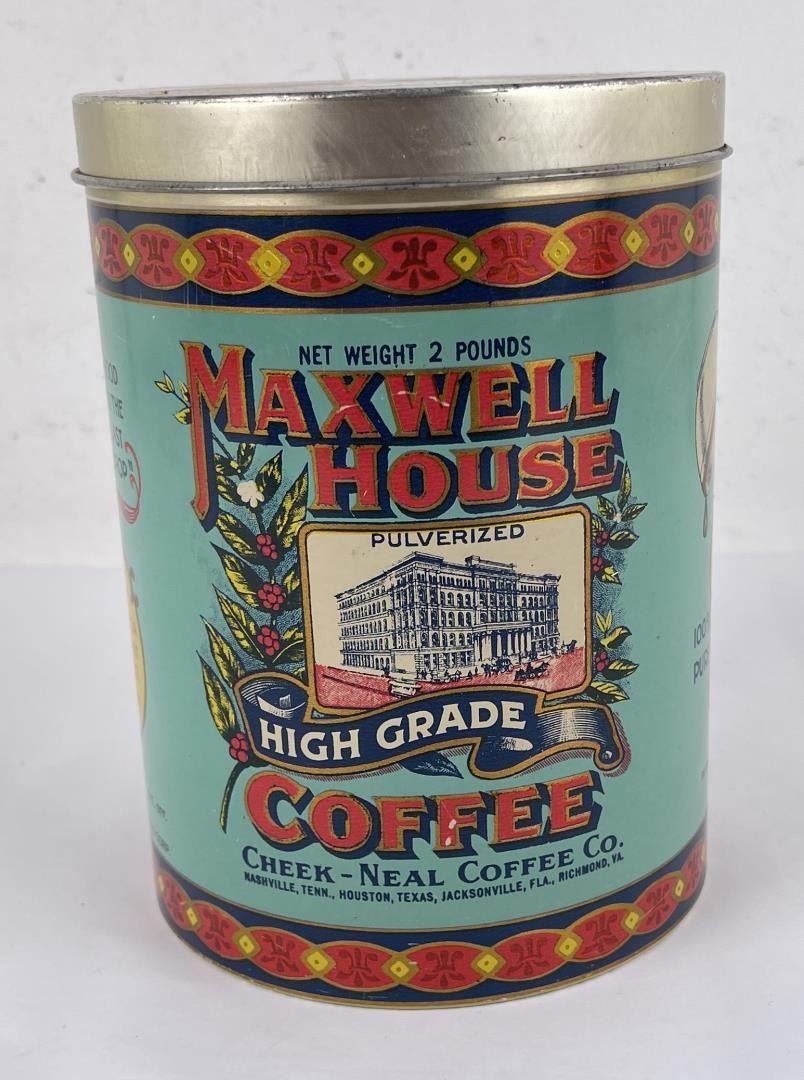 NET WEIGHT 2 POUNDS
MAXWELL
HOUSE
PULVERIZED
HIGH GRADE
COFFEE
CHEEK-NEAL COFFEE CO.
NASHVILLE, TENN., HOUSTON, TEXAS, JACKSONVILLE, FLA., RICHMOND, VA.
THE